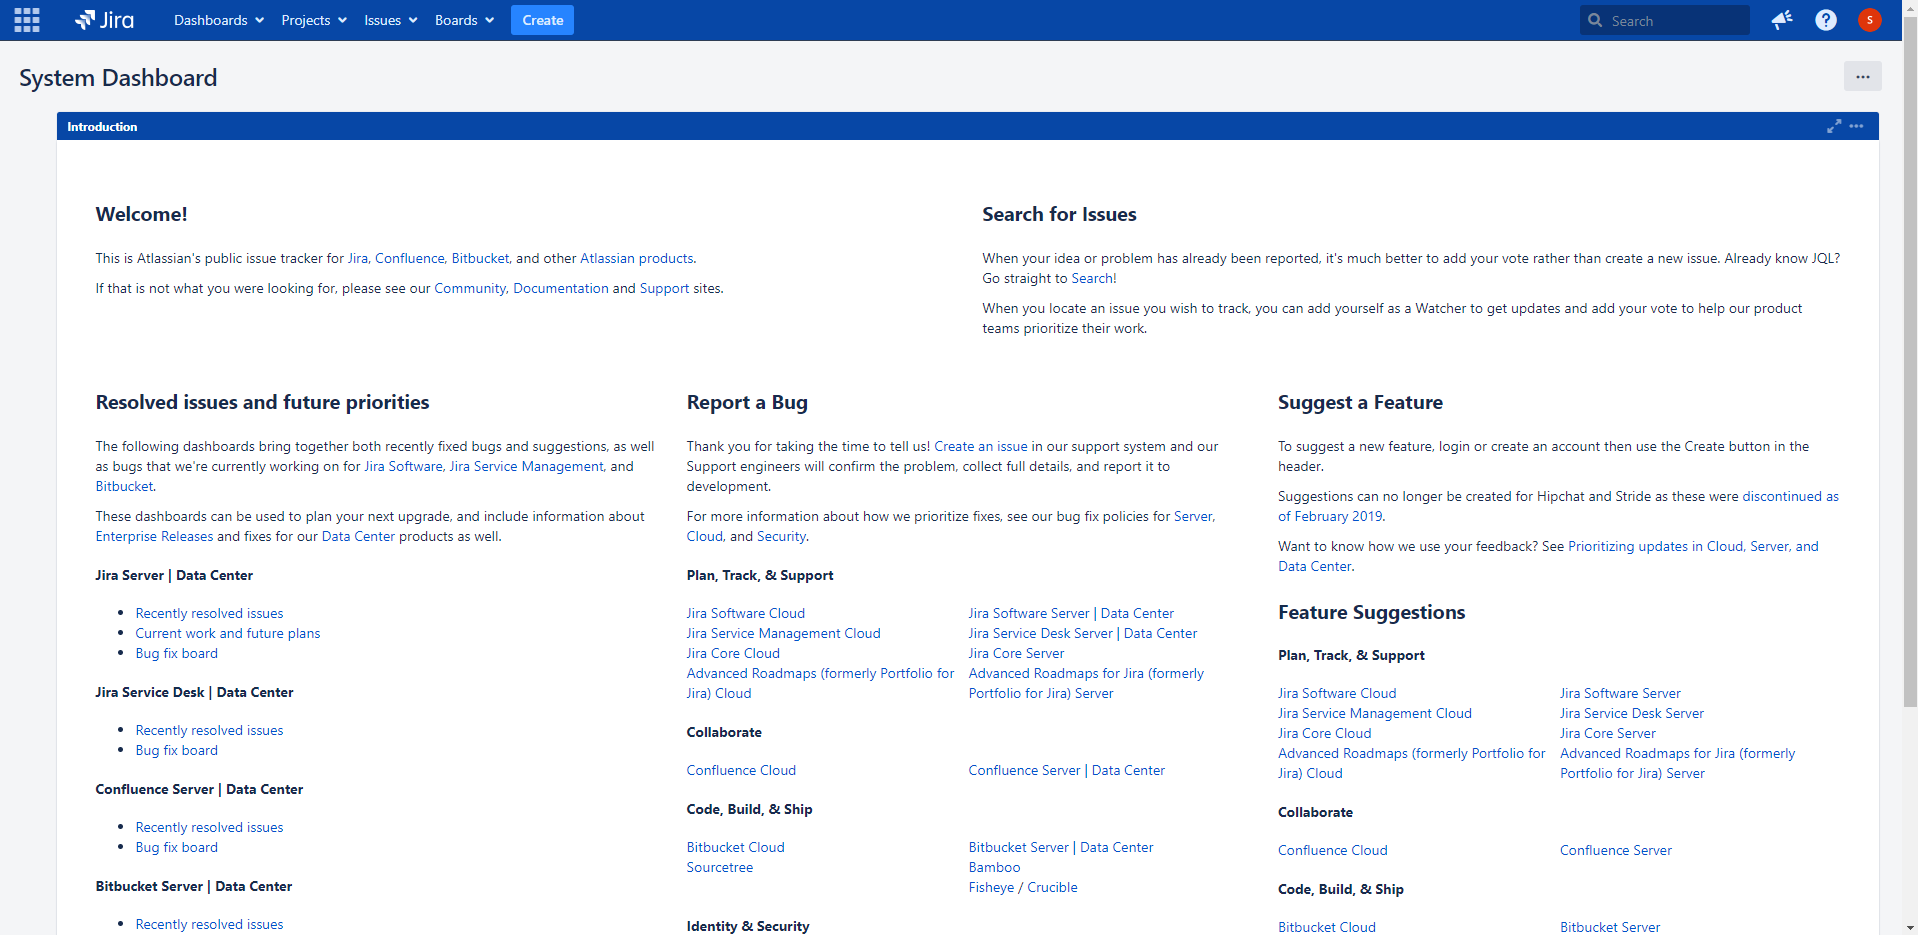 Jira Dashboards Projects Issues Boards Create Search S
System Dashboard
Introduction
Welcome!
This is Atlassian's public issue tracker for Jira, Confluence, Bitbucket, and other Atlassian products.
If that is not what you were looking for, please see our Community, Documentation and Support sites.
Search for Issues
When your idea or problem has already been reported, it's much better to add your vote rather than create a new issue. Already know JQL?
Go straight to Search!
When you locate an issue you wish to track, you can add yourself as a Watcher to get updates and add your vote to help our product
teams prioritize their work.
Resolved issues and future priorities
The following dashboards bring together both recently fixed bugs and suggestions, as well
as bugs that we're currently working on for Jira Software, Jira Service Management, and
Bitbucket.
These dashboards can be used to plan your next upgrade, and include information about
Enterprise Releases and fixes for our Data Center products as well.
Jira Server | Data Center
• Recently resolved issues
• Current work and future plans
• Bug fix board
Jira Service Desk | Data Center
• Recently resolved issues
• Bug fix board
Confluence Server | Data Center
• Recently resolved issues
• Bug fix board
Bitbucket Server | Data Center
• Recently resolved issues
Report a Bug
Thank you for taking the time to tell us! Create an issue in our support system and our
Support engineers will confirm the problem, collect full details, and report it to
development.
For more information about how we prioritize fixes, see our bug fix policies for Server,
Cloud, and Security.
Plan, Track, & Support
Jira Software Cloud
Jira Service Management Cloud
Jira Core Cloud
Advanced Roadmaps (formerly Portfolio for
Jira) Cloud
Jira Software Server | Data Center
Jira Service Desk Server | Data Center
Jira Core Server
Advanced Roadmaps for Jira (formerly
Portfolio for Jira) Server
Collaborate
Confluence Cloud
Confluence Server | Data Center
Code, Build, & Ship
Bitbucket Cloud
Sourcetree
Bitbucket Server | Data Center
Bamboo
Fisheye / Crucible
Identity & Security
Suggest a Feature
To suggest a new feature, login or create an account then use the Create button in the
header.
Suggestions can no longer be created for Hipchat and Stride as these were discontinued as
of February 2019.
Want to know how we use your feedback? See Prioritizing updates in Cloud, Server, and
Data Center.
Feature Suggestions
Plan, Track, & Support
Jira Software Cloud
Jira Service Management Cloud
Jira Core Cloud
Advanced Roadmaps (formerly Portfolio for
Jira) Cloud
Jira Software Server
Jira Service Desk Server
Jira Core Server
Advanced Roadmaps for Jira (formerly
Portfolio for Jira) Server
Collaborate
Confluence Cloud
Confluence Server
Code, Build, & Ship
Bitbucket Cloud
Bitbucket Server